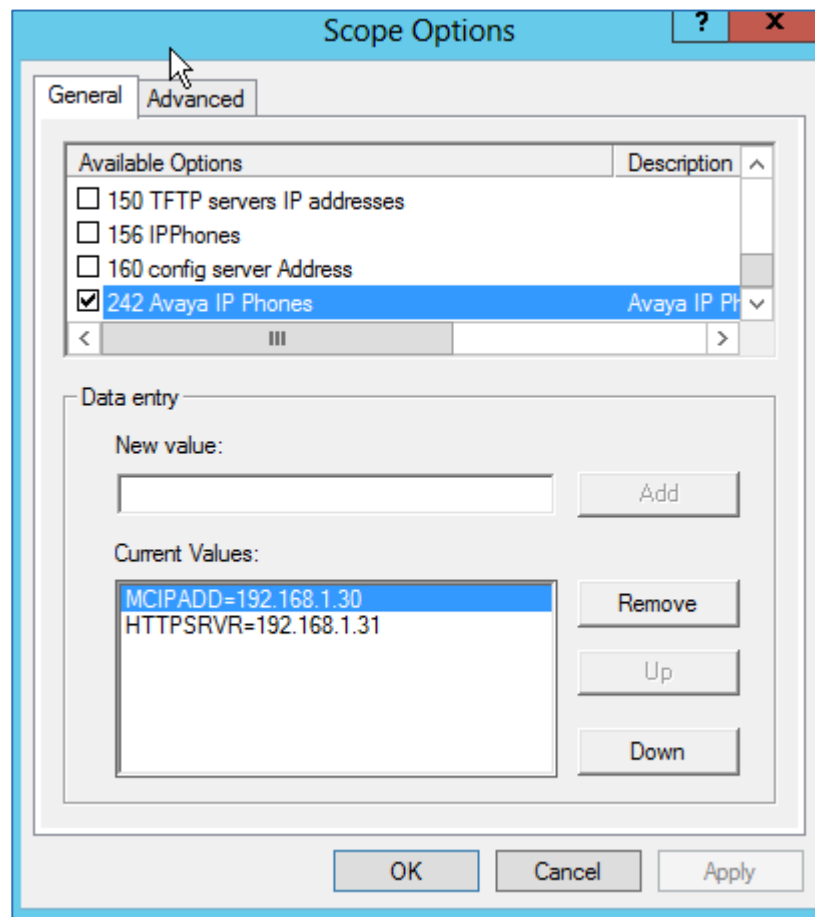 Scope Options
? x
General Advanced
Available Options Description
150 TFTP servers IP addresses
156 IPPhones
160 config server Address
242 Avaya IP Phones Avaya IP Ph
Data entry
New value:
Add
Current Values:
MCIPADD=192.168.1.30
HTTPSRVR=192.168.1.31
Remove
Up
Down
OK Cancel Apply